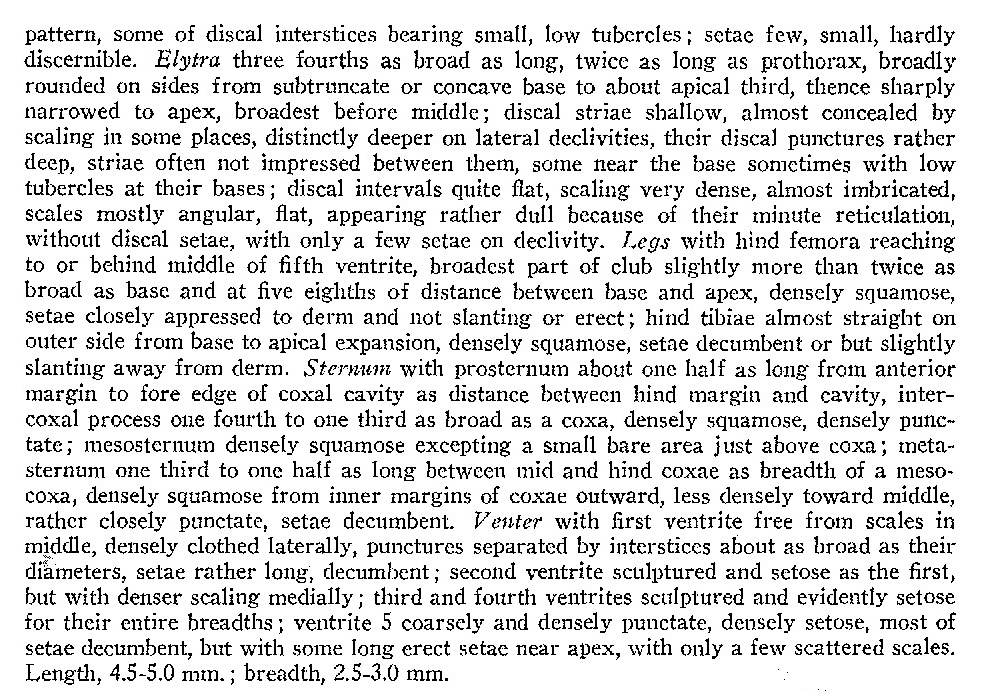 pattern, some of discal interstices bearing small, low tubercles; setae few, small, hardly
discernible. Elytra three fourths as broad as long, twice as long as prothorax, broadly
rounded on sides from subtruncate or concave base to about apical third, thence sharply
narrowed to apex, broadest before middle; discal striae shallow, almost concealed by
scaling in some places, distinctly deeper on lateral declivities, their discal punctures rather
deep, striae often not impressed between them, some near the base sometimes with low
tubercles at their bases; discal intervals quite flat, scaling very dense, almost imbricated,
scales mostly angular, flat, appearing rather dull because of their minute reticulation,
without discal setae, with only a few setae on declivity. Legs with hind femora reaching
to or behind middle of fifth ventrite, broadest part of club slightly more than twice as
broad as base and at five eighths of distance between base and apex, densely squamose,
setae closely appressed to derm and not slanting or erect; hind tibiae almost straight on
outer side from base to apical expansion, densely squamose, setae decumbent or but slightly
slanting away from derm. Sternum with prosternum about one half as long from anterior
margin to fore edge of coxal cavity as distance between hind margin and cavity, inter-
coxal process one fourth to one third as broad as a coxa, densely squamose, densely punc-
tate; mesosternum densely squamose excepting a small bare area just above coxa; meta-
sternum one third to one half as long between mid and hind coxae as breadth of a meso-
coxa, densely squamose from inner margins of coxae outward, less densely toward middle,
rather closely punctate, setae decumbent. Venter with first ventrite free from scales in
middle, densely clothed laterally, punctures separated by interstices about as broad as their
diameters, setae rather long, decumbent; second ventrite sculptured and setose as the first,
but with denser scaling medially; third and fourth ventrites sculptured and evidently setose
for their entire breadths; ventrite 5 coarsely and densely punctate, densely setose, most of
setae decumbent, but with some long erect setae near apex, with only a few scattered scales.
Length, 4.5-5.0 mm.; breadth, 2.5-3.0 mm.